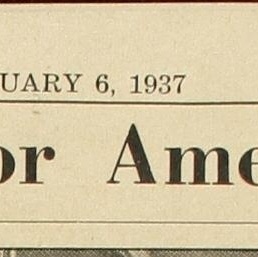 UARY 6, 1937
or Ame